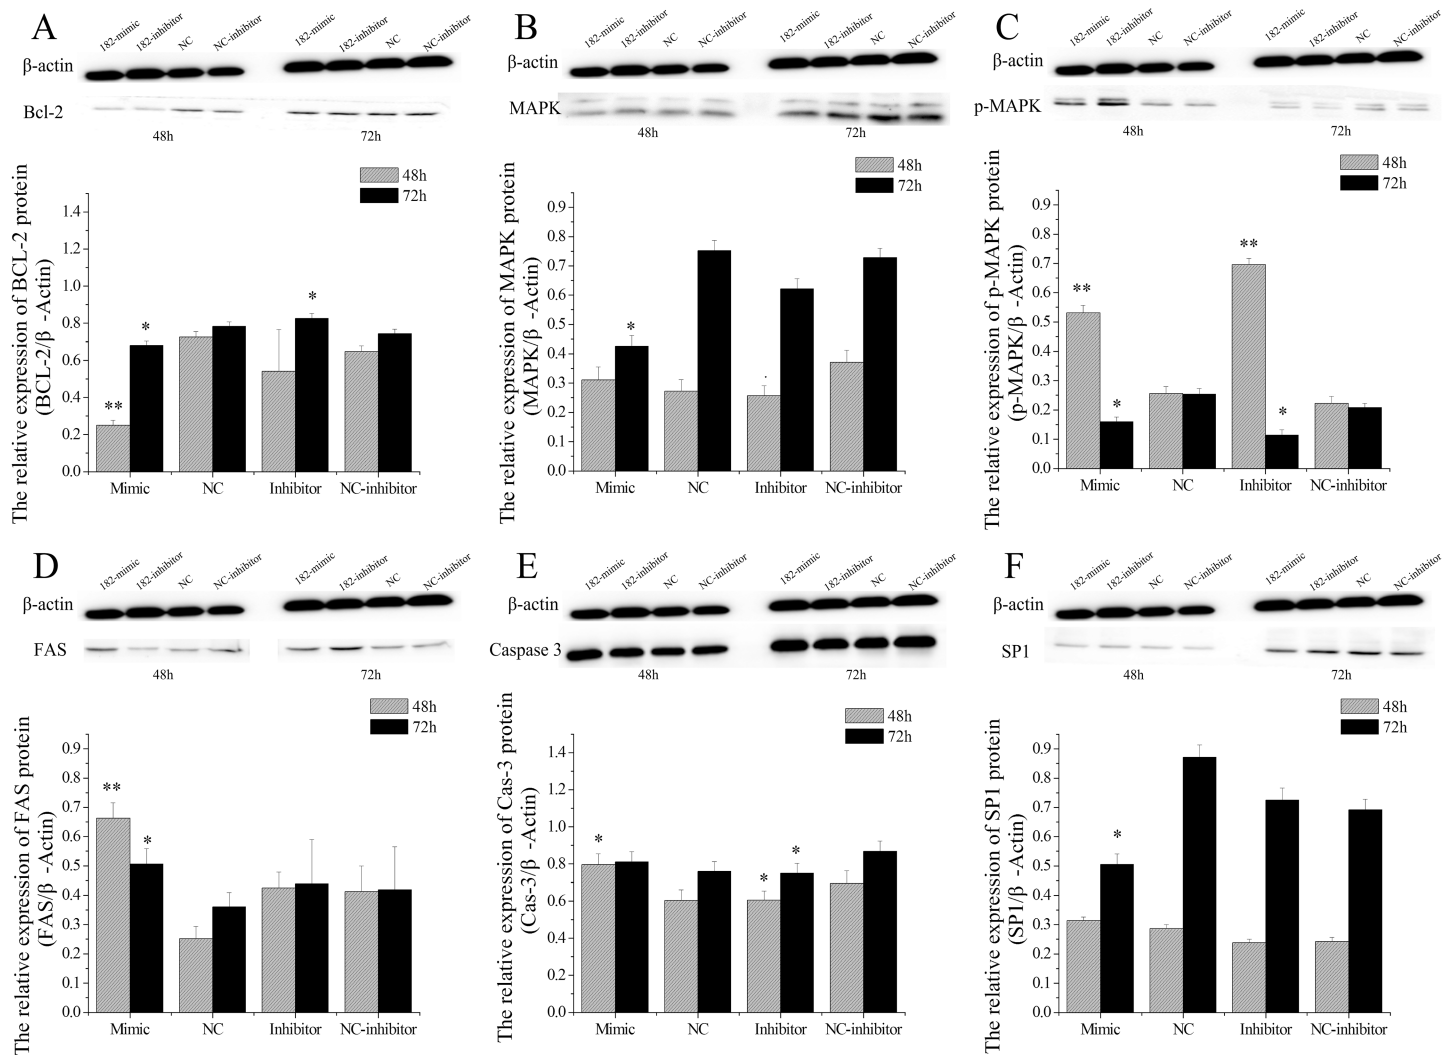 A
182-mimic 182-inhibitor NC NC-inhibitor 182-mimic 182-inhibitor NC NC-inhibitor
β-actin
Bcl-2
48h 72h
48h
72h
The relative expression of BCL-2 protein
(BCL-2/β -Actin)
1.4
1.2
1.0
0.8
0.6
0.4
0.2
0.0
** * *
Mimic NC Inhibitor NC-inhibitor
B
182-mimic 182-inhibitor NC NC-inhibitor 182-mimic 182-inhibitor NC NC-inhibitor
β-actin
MAPK
48h 72h
48h
72h
The relative expression of MAPK protein
(MAPK/β -Actin)
0.9
0.8
0.7
0.6
0.5
0.4
0.3
0.2
0.1
0.0
*
Mimic NC Inhibitor NC-inhibitor
C
182-mimic 182-inhibitor NC NC-inhibitor 182-mimic 182-inhibitor NC NC-inhibitor
β-actin
p-MAPK
48h 72h
48h
72h
The relative expression of p-MAPK protein
(p-MAPK/β -Actin)
0.9
0.8
0.7
0.6
0.5
0.4
0.3
0.2
0.1
0.0
** * ** *
Mimic NC Inhibitor NC-inhibitor
D
182-mimic 182-inhibitor NC NC-inhibitor 182-mimic 182-inhibitor NC NC-inhibitor
β-actin
FAS
48h 72h
48h
72h
The relative expression of FAS protein
(FAS/β -Actin)
0.9
0.8
0.7
0.6
0.5
0.4
0.3
0.2
0.1
0.0
** *
Mimic NC Inhibitor NC-inhibitor
E
182-mimic 182-inhibitor NC NC-inhibitor 182-mimic 182-inhibitor NC NC-inhibitor
β-actin
Caspase 3
48h 72h
48h
72h
The relative expression of Cas-3 protein
(Cas-3/β -Actin)
1.4
1.2
1.0
0.8
0.6
0.4
0.2
0.0
* * *
Mimic NC Inhibitor NC-inhibitor
F
182-mimic 182-inhibitor NC NC-inhibitor 182-mimic 182-inhibitor NC NC-inhibitor
β-actin
SP1
48h 72h
48h
72h
The relative expression of SP1 protein
(SP1/β -Actin)
0.9
0.8
0.7
0.6
0.5
0.4
0.3
0.2
0.1
0.0
*
Mimic NC Inhibitor NC-inhibitor